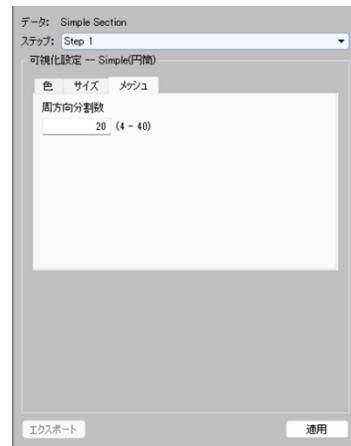 データ: Simple Section
ステップ: Step 1
可視化設定 -- Simple(円筒)
色 サイズ メッシュ
周方向分割数
20 (4 - 40)
エクスポート 適用